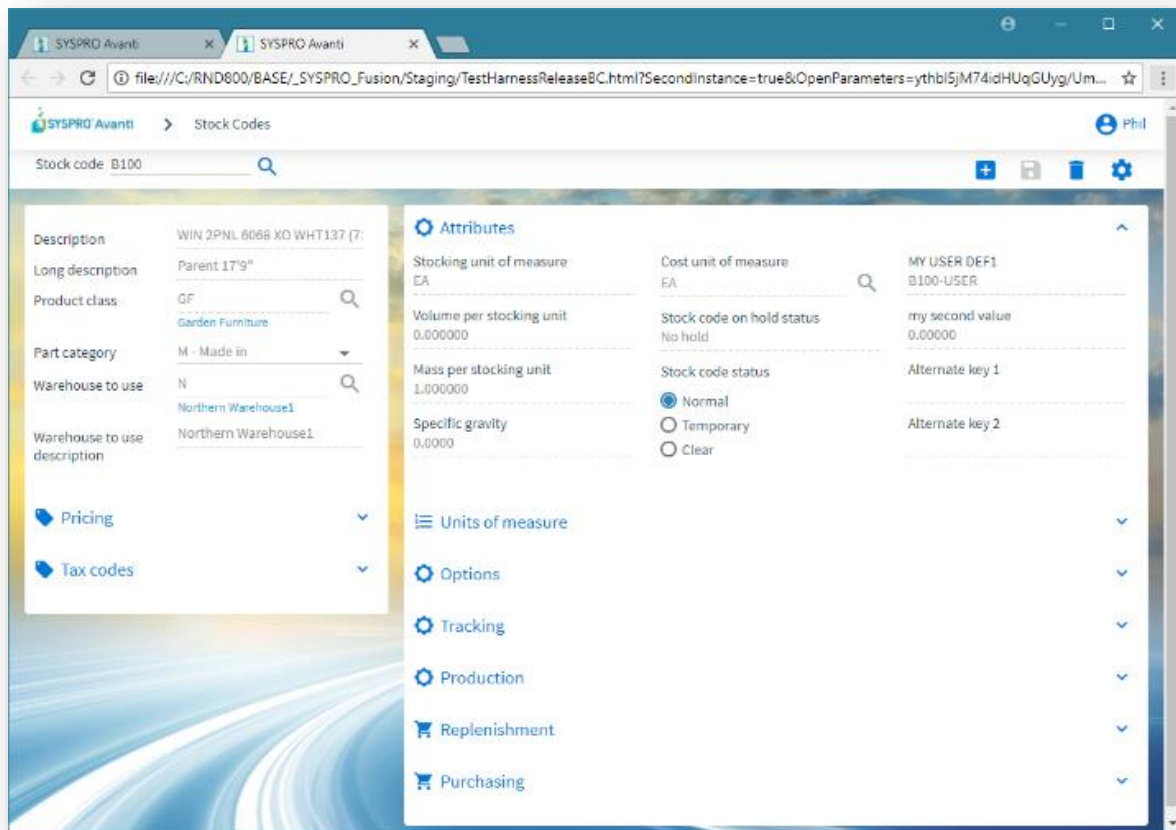 SYSPRO Avanti
SYSPRO Avanti
file:///C:/RND800/BASE/_SYSPRO_Fusion/Staging/TestHarnessReleaseBC.html?SecondInstance=true&OpenParameters=ythbI5jM74idHUqGUyg/Um...
SYSPRO Avanti > Stock Codes
Phil
Stock code B100
Description WIN 2PNL 6068 XO WHT137 (7:
Long description Parent 17'9"
Product class GF
Garden Furniture
Part category M - Made in
Warehouse to use N
Northern Warehouse1
Warehouse to use description Northern Warehouse1
Pricing
Tax codes
Attributes
Stocking unit of measure
EA
Volume per stocking unit
0.000000
Mass per stocking unit
1.000000
Specific gravity
0.0000
Cost unit of measure
EA
Stock code on hold status
No hold
Stock code status
Normal
Temporary
Clear
MY USER DEF1
B100-USER
my second value
0.00000
Alternate key 1
Alternate key 2
Units of measure
Options
Tracking
Production
Replenishment
Purchasing